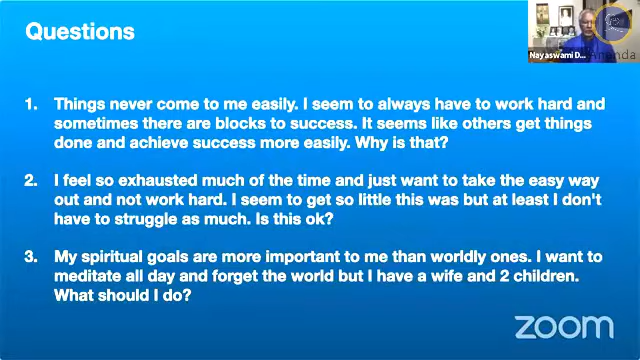 Questions
Nayaswami D...
Ananda
1. Things never come to me easily. I seem to always have to work hard and
sometimes there are blocks to success. It seems like others get things
done and achieve success more easily. Why is that?
2. I feel so exhausted much of the time and just want to take the easy way
out and not work hard. I seem to get so little this was but at least I don't
have to struggle as much. Is this ok?
3. My spiritual goals are more important to me than worldly ones. I want to
meditate all day and forget the world but I have a wife and 2 children.
What should I do?
zoom